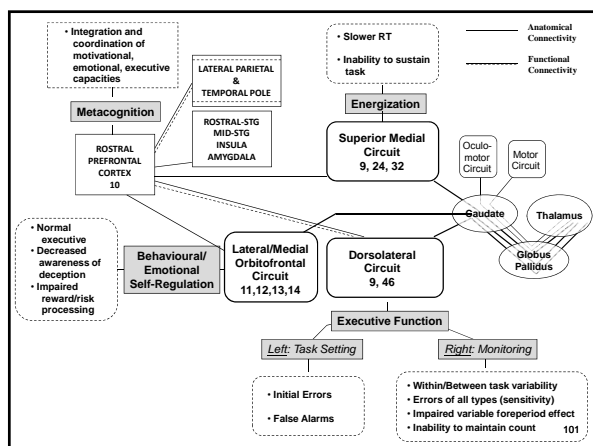 • Integration and
coordination of
motivational,
emotional, executive
capacities
Metacognition
ROSTRAL
PREFRONTAL
CORTEX
10
LATERAL PARIETAL
&
TEMPORAL POLE
ROSTRAL-STG
MID-STG
INSULA
AMYGDALA
• Slower RT
• Inability to sustain
task
Energization
Superior Medial
Circuit
9, 24, 32
Anatomical
Connectivity
Functional
Connectivity
Oculo-
motor
Circuit
Motor
Circuit
Caudate
Thalamus
Globus
Pallidus
• Normal
executive
• Decreased
awareness of
deception
• Impaired
reward/risk
processing
Behavioural/
Emotional
Self-Regulation
Lateral/Medial
Orbitofrontal
Circuit
11,12,13,14
Dorsolateral
Circuit
9, 46
Executive Function
Left: Task Setting
Right: Monitoring
• Initial Errors
• False Alarms
• Within/Between task variability
• Errors of all types (sensitivity)
• Impaired variable foreperiod effect
• Inability to maintain count
101